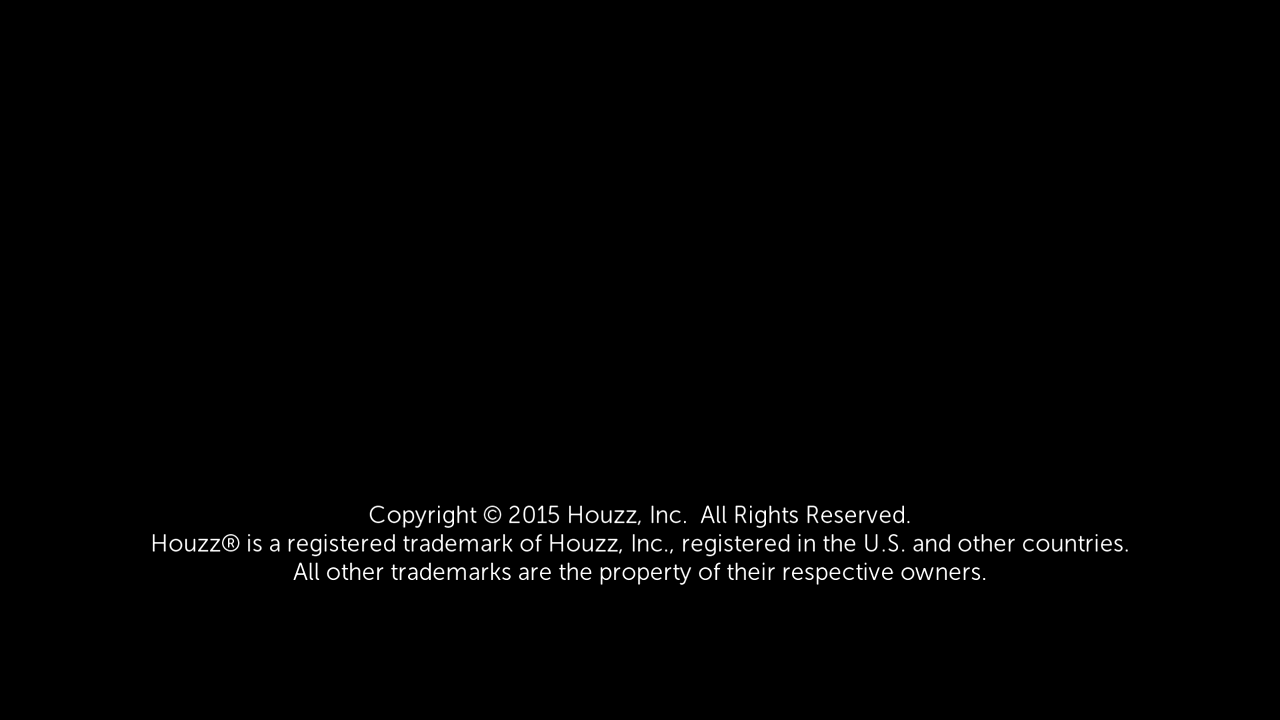 Copyright © 2015 Houzz, Inc.  All Rights Reserved.
Houzz® is a registered trademark of Houzz, Inc., registered in the U.S. and other countries.
All other trademarks are the property of their respective owners.